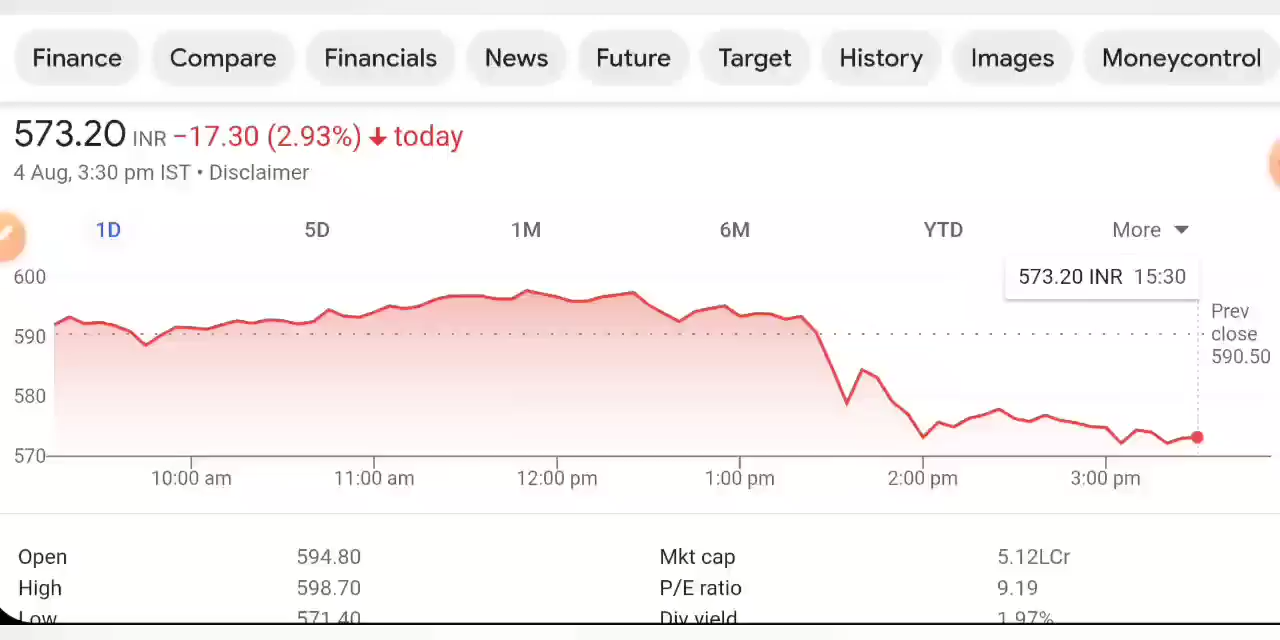 Finance Compare Financials News Future Target History Images Moneycontrol
573.20 INR −17.30 (2.93%) ↓ today
4 Aug, 3:30 pm IST • Disclaimer
1D 5D 1M 6M YTD More
573.20 INR 15:30
600
590
580
570
Prev
close
590.50
10:00 am 11:00 am 12:00 pm 1:00 pm 2:00 pm 3:00 pm
Open 594.80 Mkt cap 5.12LCr
High 598.70 P/E ratio 9.19
Low 571.40 Div yield 1.97%